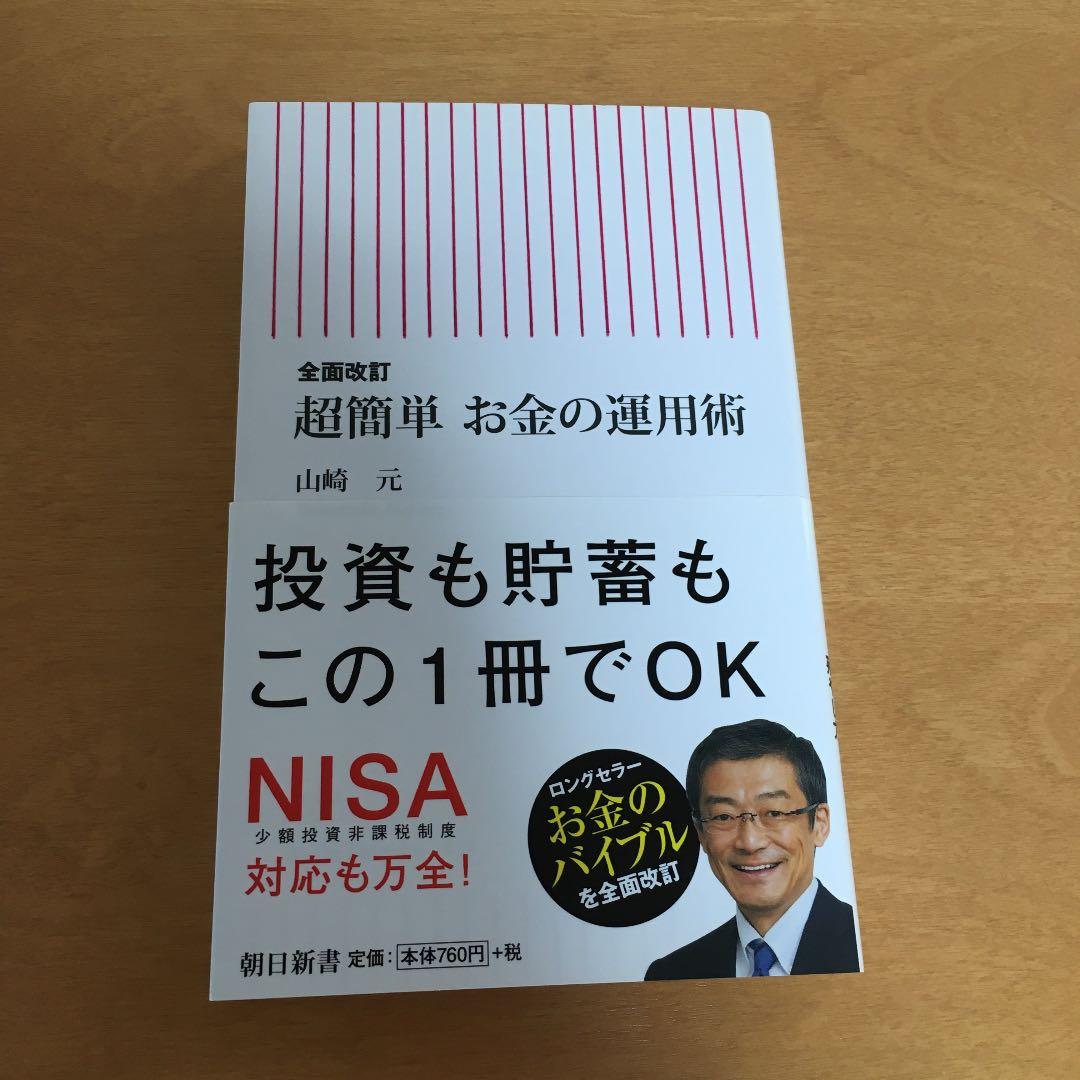 全面改訂
超簡単 お金の運用術
山崎 元
投資も貯蓄も
この1冊でOK
NISA
少額投資非課税制度
対応も万全!
ロングセラー
お金の
バイブル
を全面改訂
朝日新書 定価:本体760円+税